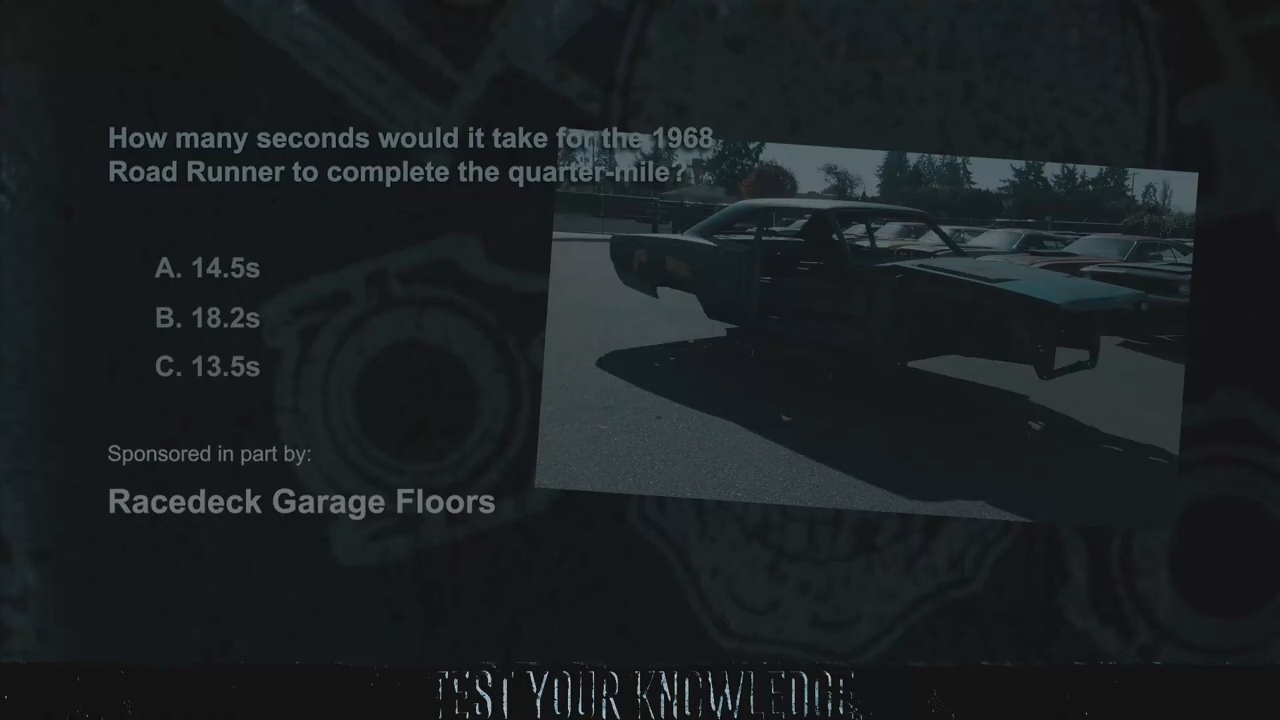 How many seconds would it take for the 1968
Road Runner to complete the quarter-mile?
A. 14.5s
B. 18.2s
C. 13.5s
Sponsored in part by:
Racedeck Garage Floors
TEST YOUR KNOWLEDGE